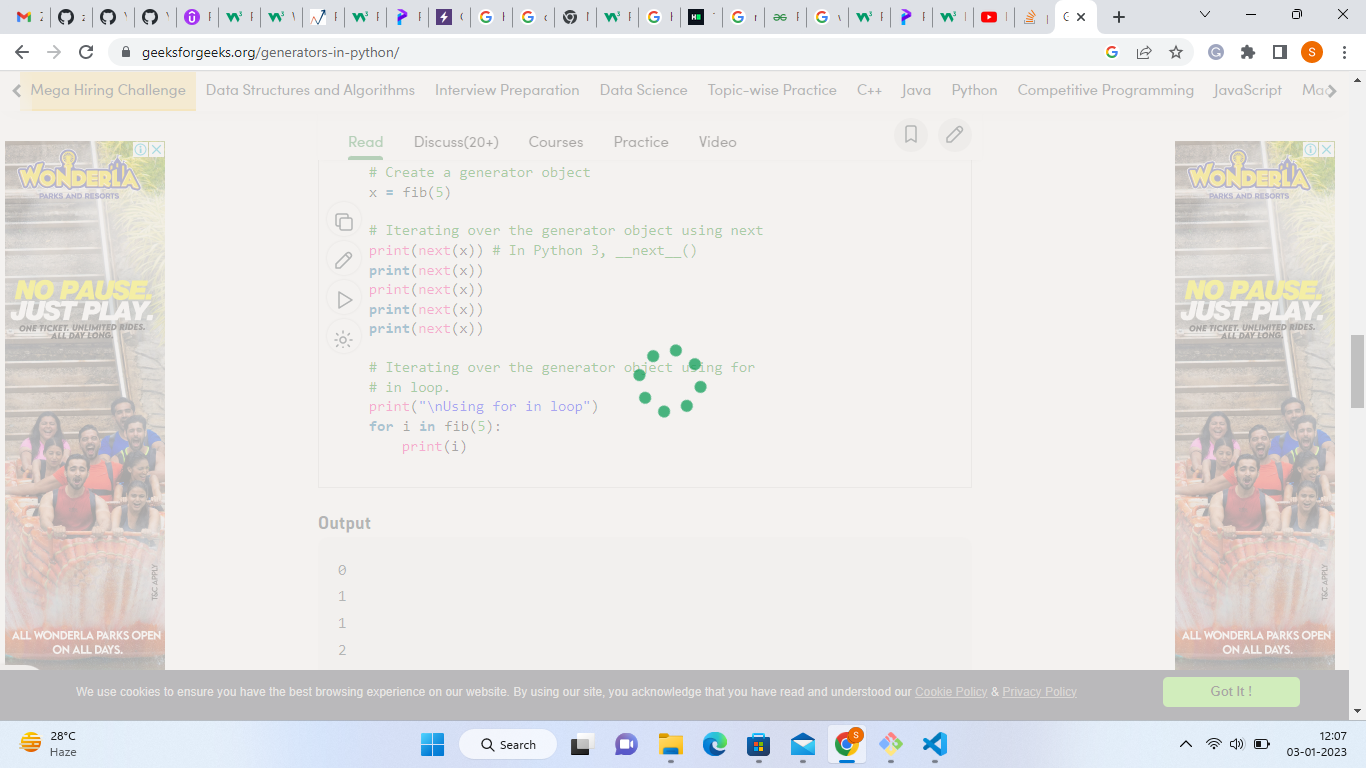 geeksforgeeks.org/generators-in-python/
S
Mega Hiring Challenge Data Structures and Algorithms Interview Preparation Data Science Topic-wise Practice C++ Java Python Competitive Programming JavaScript
Read Discuss(20+) Courses Practice Video
# Create a generator object
x = fib(5)
# Iterating over the generator object using next
print(next(x)) # In Python 3, __next__()
print(next(x))
print(next(x))
print(next(x))
print(next(x))
# Iterating over the generator object using for
# in loop.
print("\nUsing for in loop")
for i in fib(5):
print(i)
Output
0
1
1
2
WONDERLA
PARKS AND RESORTS
NO PAUSE.
JUST PLAY.
ONE TICKET. UNLIMITED RIDES.
ALL DAY LONG.
T&C APPLY
ALL WONDERLA PARKS OPEN
ON ALL DAYS.
WONDERLA
PARKS AND RESORTS
NO PAUSE.
JUST PLAY.
ONE TICKET. UNLIMITED RIDES.
ALL DAY LONG.
T&C APPLY
ALL WONDERLA PARKS OPEN
ON ALL DAYS.
We use cookies to ensure you have the best browsing experience on our website. By using our site, you acknowledge that you have read and understood our Cookie Policy & Privacy Policy
Got It !
28°C
Haze
Search
S
12:07
03-01-2023